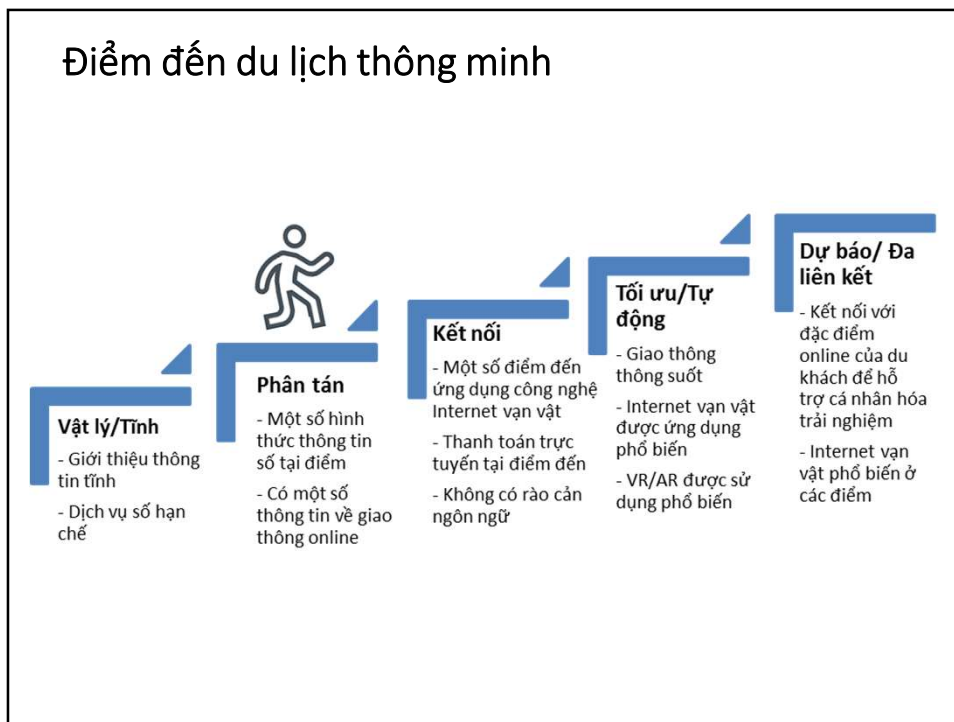 Điểm đến du lịch thông minh
Vật lý/Tĩnh
- Giới thiệu thông
tin tĩnh
- Dịch vụ số hạn
chế
Phân tán
- Một số hình
thức thông tin
số tại điểm
- Có một số
thông tin về giao
thông online
Kết nối
- Một số điểm đến
ứng dụng công nghệ
Internet vạn vật
- Thanh toán trực
tuyến tại điểm đến
- Không có rào cản
ngôn ngữ
Tối ưu/Tự
động
- Giao thông
thông suốt
- Internet vạn vật
được ứng dụng
phổ biến
- VR/AR được sử
dụng phổ biến
Dự báo/ Đa
liên kết
- Kết nối với
đặc điểm
online của du
khách để hỗ
trợ cá nhân hóa
trải nghiệm
- Internet vạn
vật phổ biến ở
các điểm